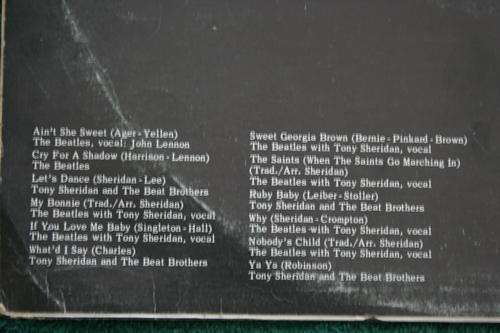 Ain't She Sweet (Ager-Yellen)
The Beatles, vocal: John Lennon
Cry For A Shadow (Harrison-Lennon)
The Beatles
Let's Dance (Sheridan-Lee)
Tony Sheridan and The Beat Brothers
My Bonnie (Trad./Arr. Sheridan)
The Beatles with Tony Sheridan, vocal
If You Love Me Baby (Singleton-Hall)
The Beatles with Tony Sheridan, vocal
What'd I Say (Charles)
Tony Sheridan and The Beat Brothers
Sweet Georgia Brown (Bernie-Pinkard-Brown)
The Beatles with Tony Sheridan, vocal
The Saints (When The Saints Go Marching In)
(Trad./Arr. Sheridan)
The Beatles with Tony Sheridan, vocal
Ruby Baby (Leiber-Stoller)
Tony Sheridan and The Beat Brothers
Why (Sheridan-Crompton)
The Beatles with Tony Sheridan, vocal
Nobody's Child (Trad./Arr. Sheridan)
The Beatles with Tony Sheridan, vocal
Ya Ya (Robinson)
Tony Sheridan and The Beat Brothers